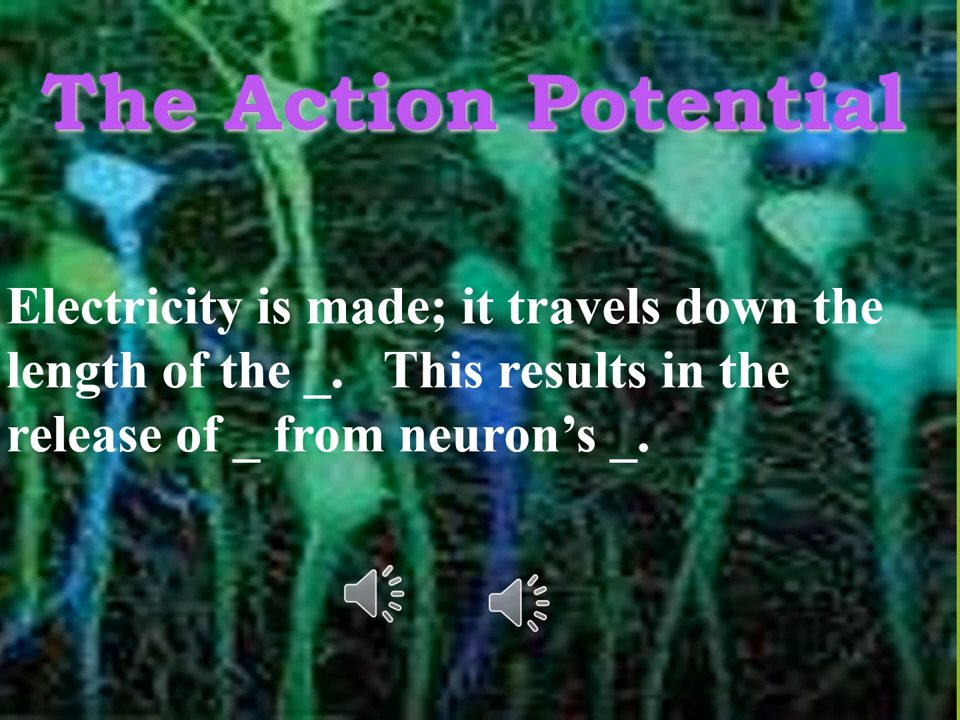 The Action Potential
Electricity is made; it travels down the
length of the _. This results in the
release of _ from neuron’s _.